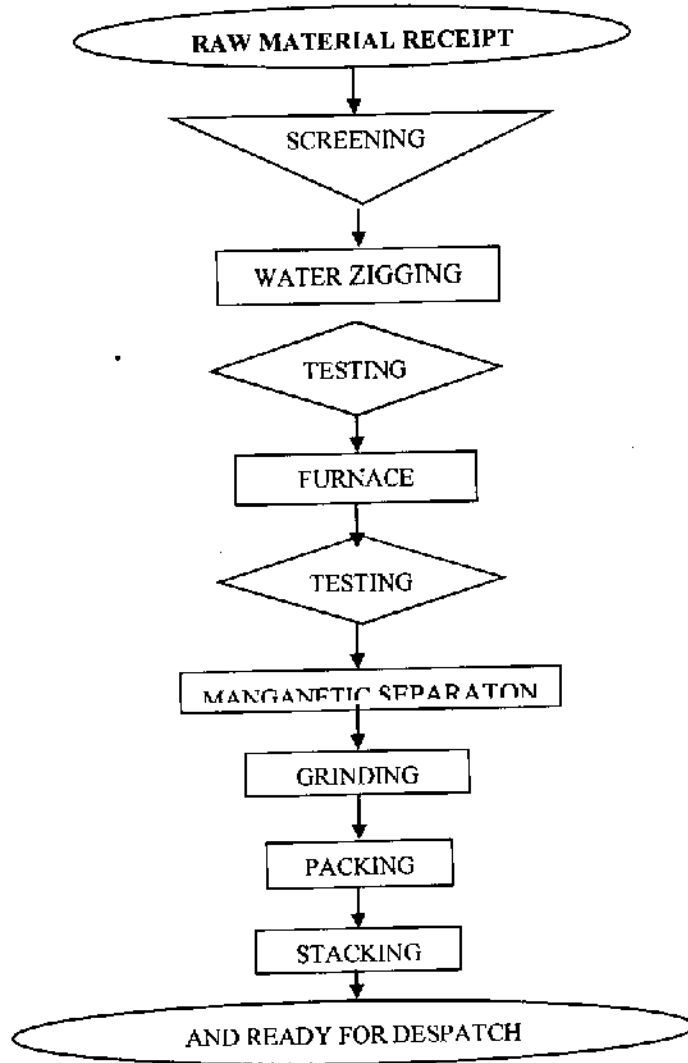 RAW MATERIAL RECEIPT
SCREENING
WATER ZIGGING
TESTING
FURNACE
TESTING
MANGANETIC SEPARATON
GRINDING
PACKING
STACKING
AND READY FOR DESPATCH